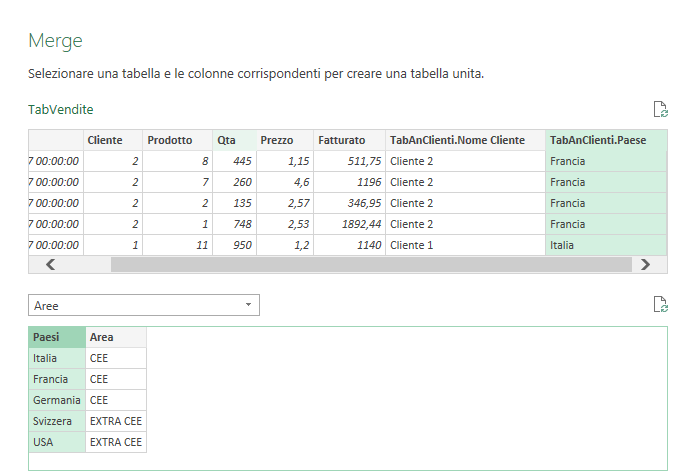 Merge
Selezionare una tabella e le colonne corrispondenti per creare una tabella unita.
TabVendite
Cliente Prodotto Qta Prezzo Fatturato TabAnClienti.Nome Cliente TabAnClienti.Paese
7 00:00:00 2 8 445 1,15 511,75 Cliente 2 Francia
7 00:00:00 2 7 260 4,6 1196 Cliente 2 Francia
7 00:00:00 2 2 135 2,57 346,95 Cliente 2 Francia
7 00:00:00 2 1 748 2,53 1892,44 Cliente 2 Francia
7 00:00:00 1 11 950 1,2 1140 Cliente 1 Italia
Aree
Paesi Area
Italia CEE
Francia CEE
Germania CEE
Svizzera EXTRA CEE
USA EXTRA CEE